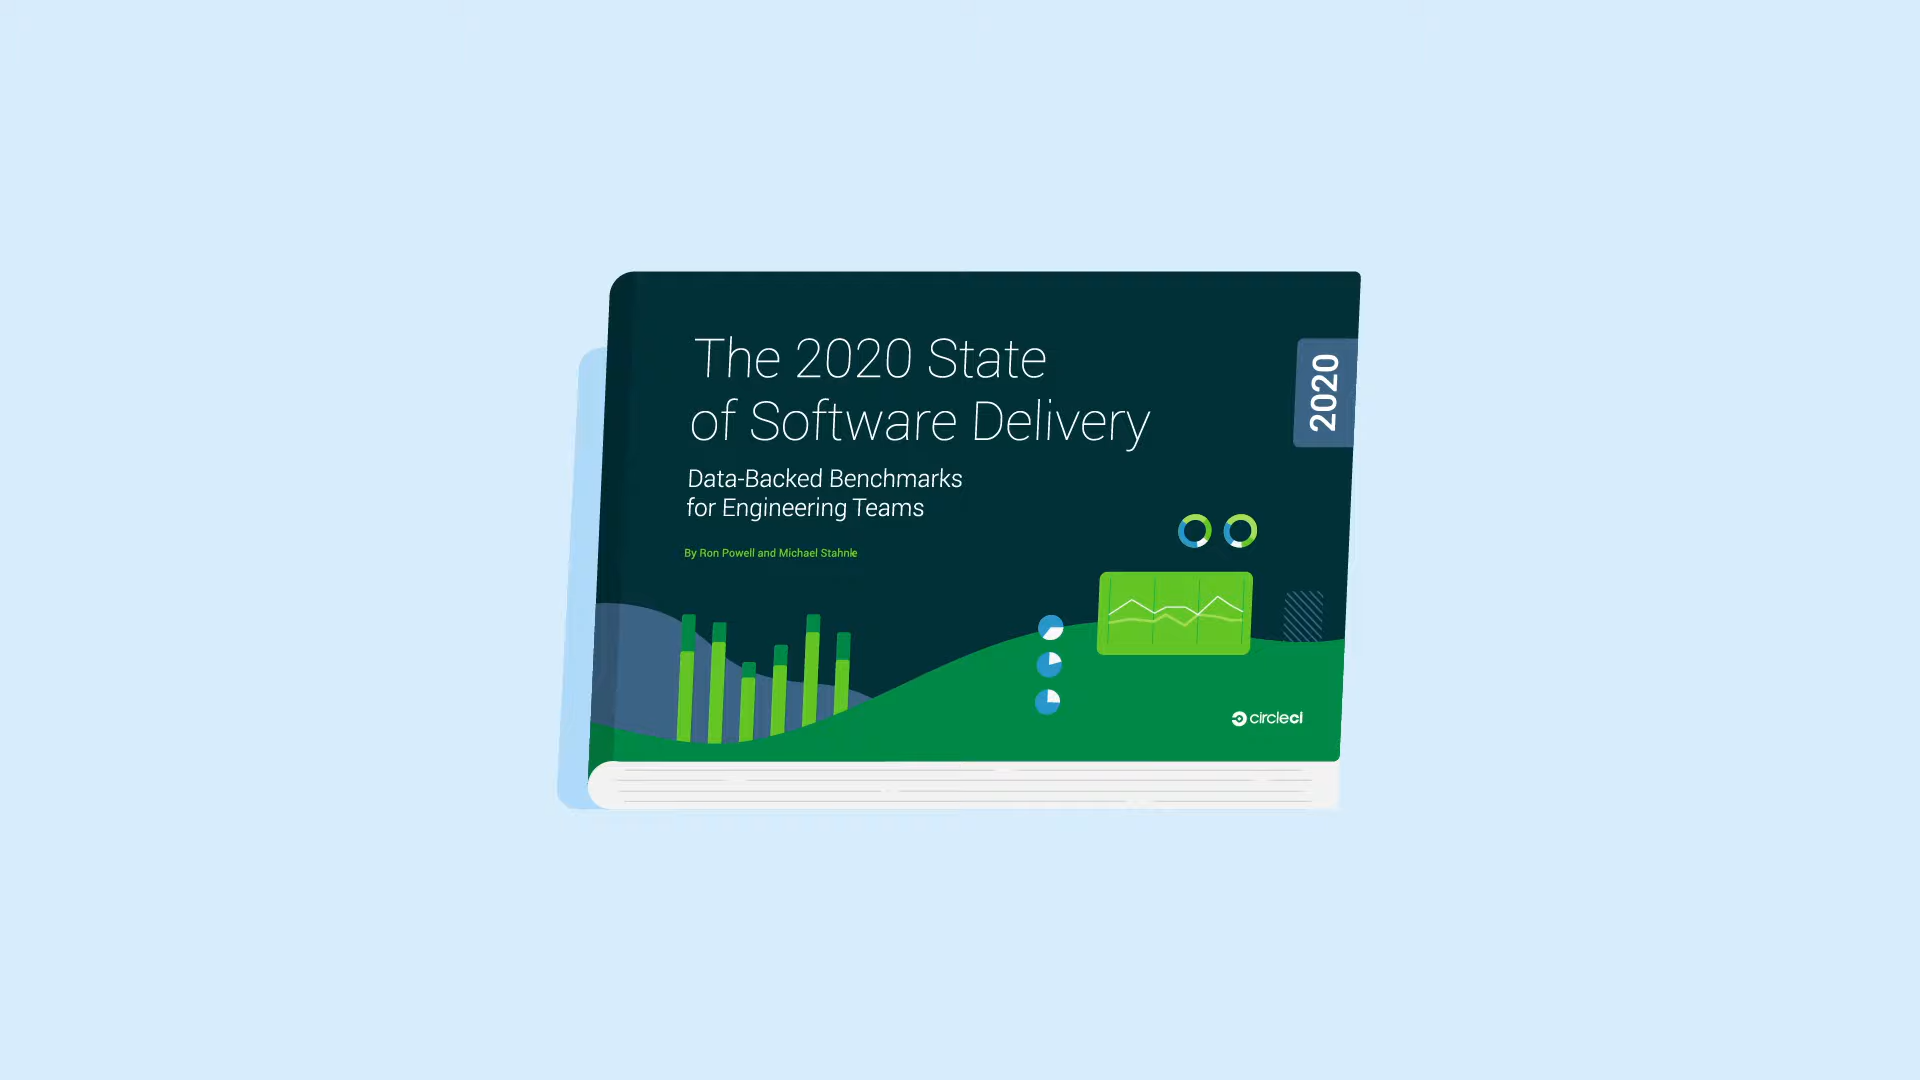 The 2020 State
of Software Delivery
Data-Backed Benchmarks
for Engineering Teams
By Ron Powell and Michael Stahnke
2020
circleci